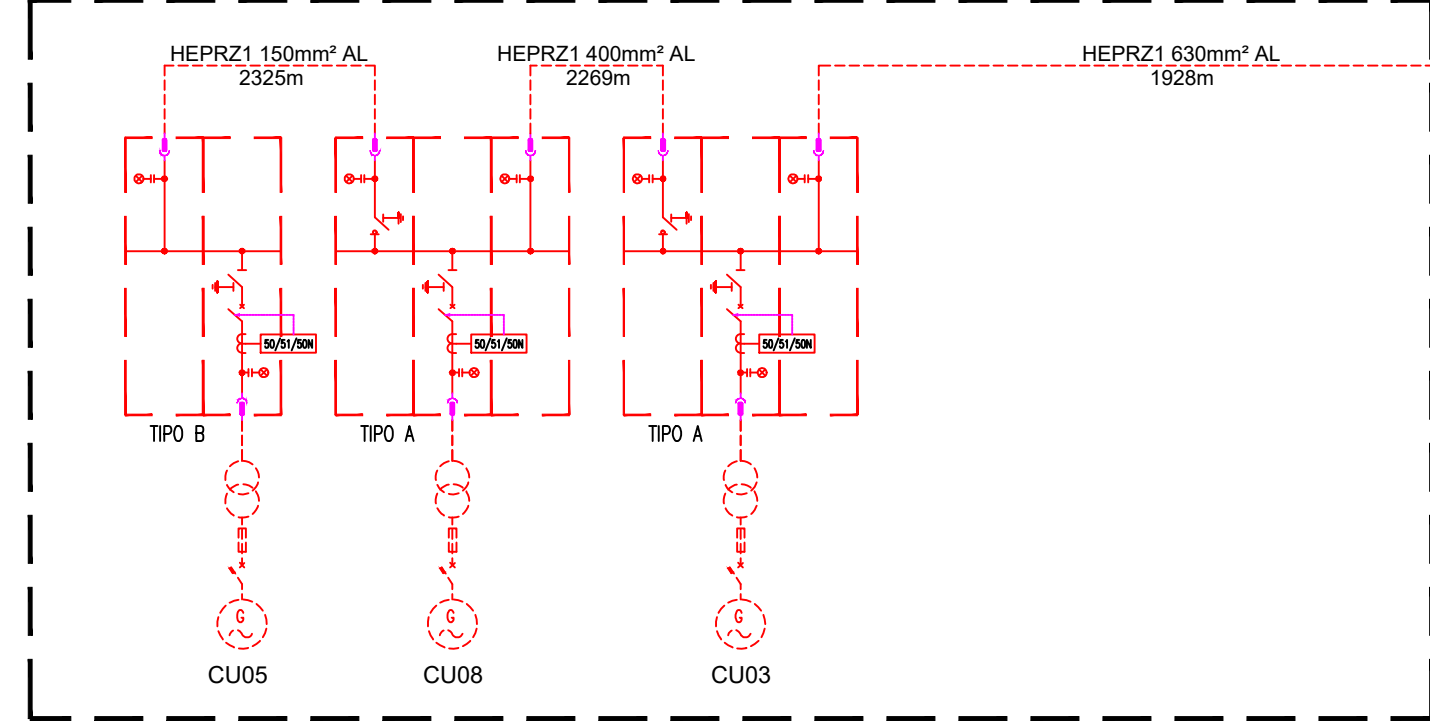 HEPRZ1 150mm² AL
2325m
HEPRZ1 400mm² AL
2269m
HEPRZ1 630mm² AL
1928m
50/51/50N
50/51/50N
50/51/50N
TIPO B
TIPO A
TIPO A
G
G
G
CU05
CU08
CU03